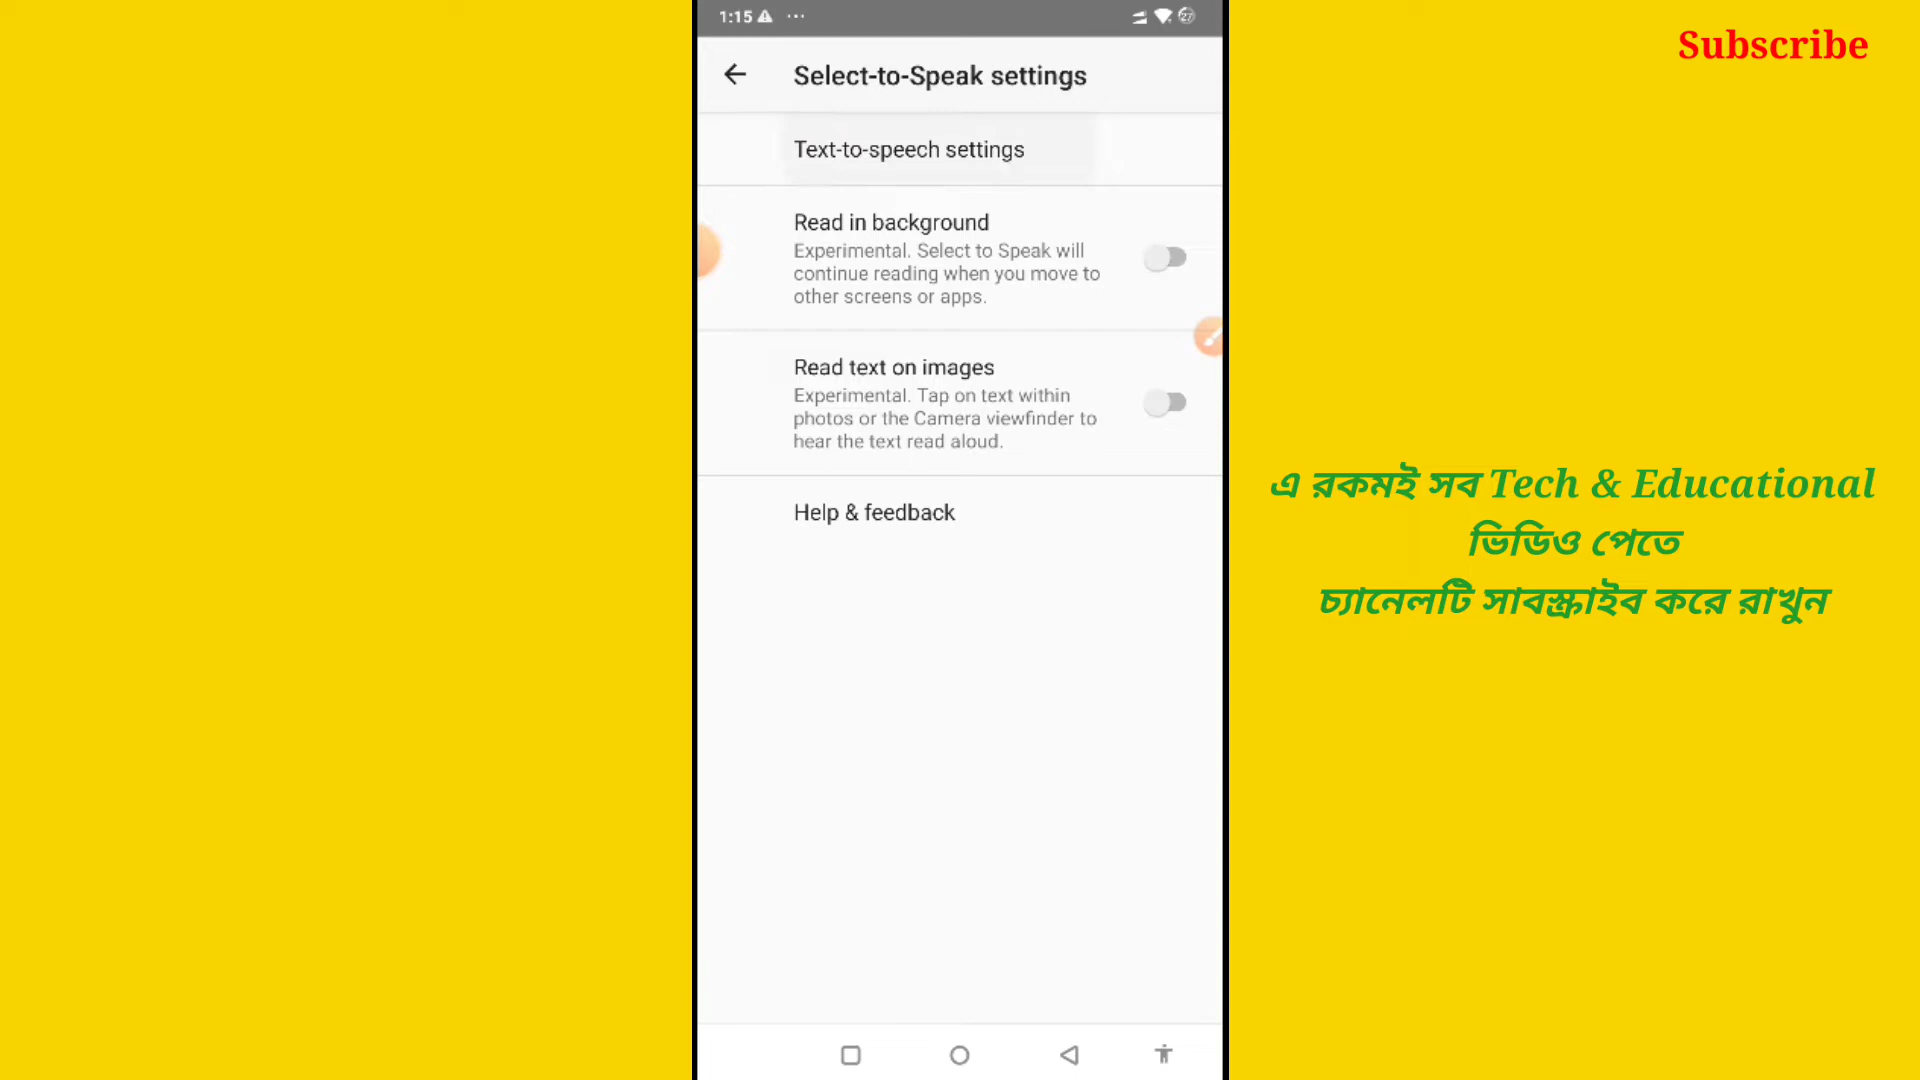 1:15
27
Subscribe
Select-to-Speak settings
Text-to-speech settings
Read in background
Experimental. Select to Speak will
continue reading when you move to
other screens or apps.
Read text on images
Experimental. Tap on text within
photos or the Camera viewfinder to
hear the text read aloud.
Help & feedback
এ রকমই সব Tech & Educational
ভিডিও পেতে
চ্যানেলটি সাবস্ক্রাইব করে রাখুন